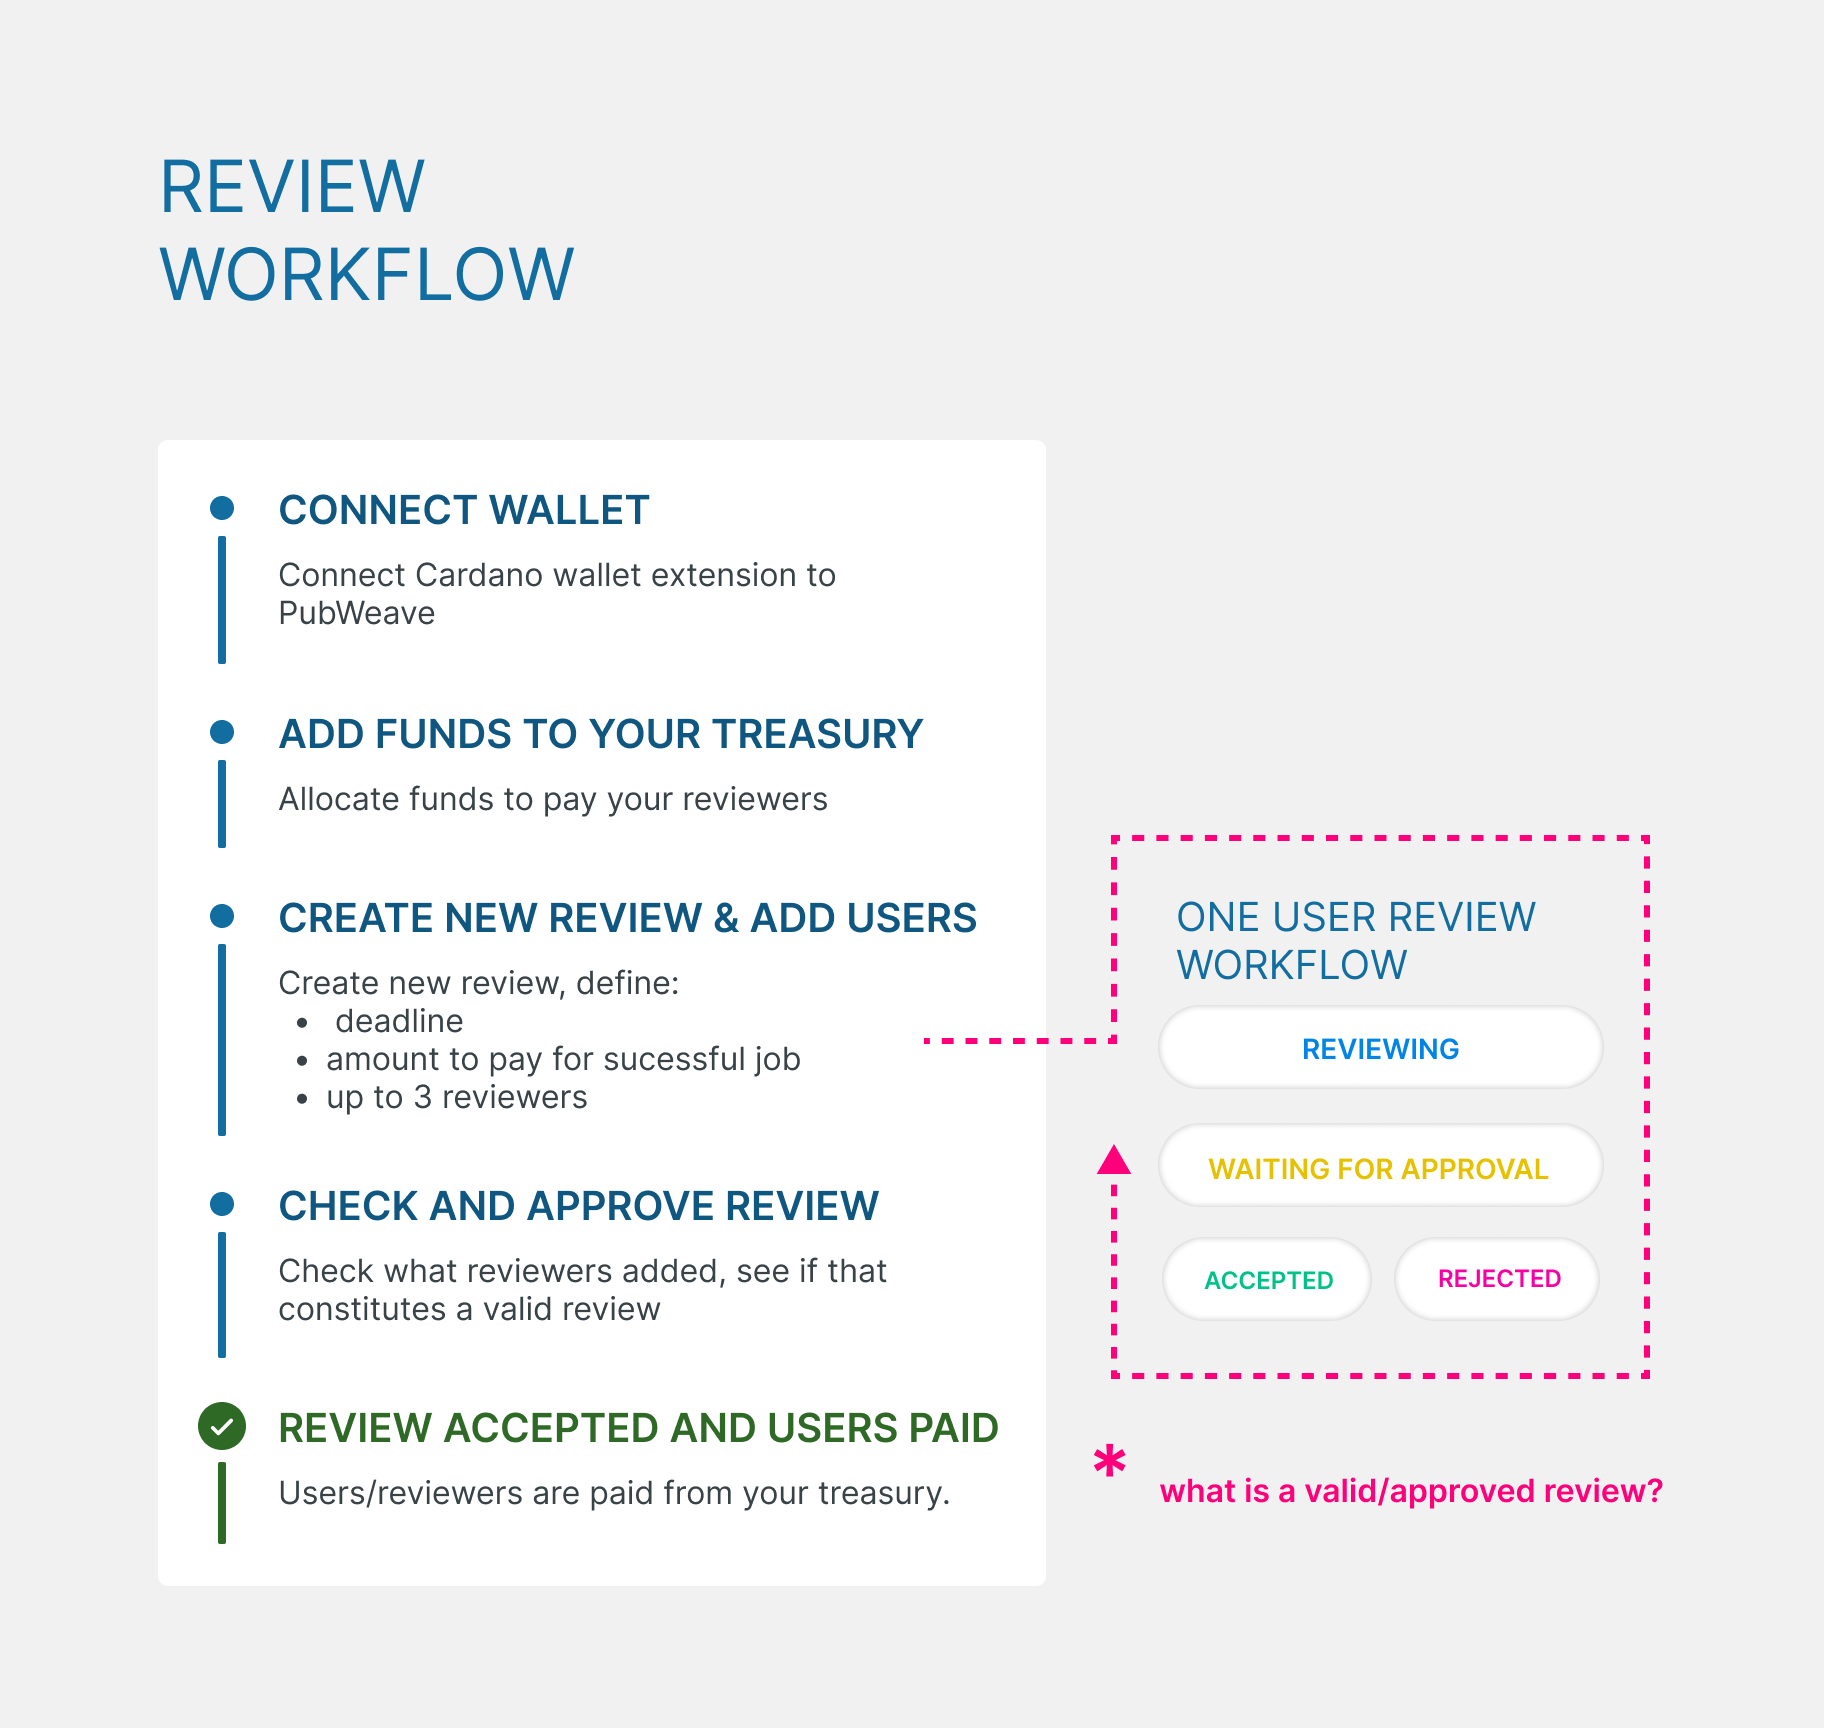 REVIEW
WORKFLOW
CONNECT WALLET
Connect Cardano wallet extension to
PubWeave
ADD FUNDS TO YOUR TREASURY
Allocate funds to pay your reviewers
CREATE NEW REVIEW & ADD USERS
Create new review, define:
• deadline
• amount to pay for sucessful job
• up to 3 reviewers
CHECK AND APPROVE REVIEW
Check what reviewers added, see if that
constitutes a valid review
REVIEW ACCEPTED AND USERS PAID
Users/reviewers are paid from your treasury.
ONE USER REVIEW
WORKFLOW
REVIEWING
WAITING FOR APPROVAL
ACCEPTED
REJECTED
* what is a valid/approved review?